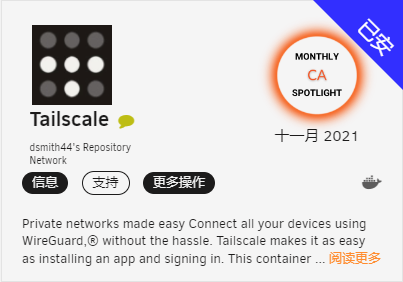 已安
MONTHLY
CA
SPOTLIGHT
十一月 2021
Tailscale
dsmith44's Repository
Network
信息
支持
更多操作
Private networks made easy Connect all your devices using
WireGuard,® without the hassle. Tailscale makes it as easy
as installing an app and signing in. This container ... 阅读更多